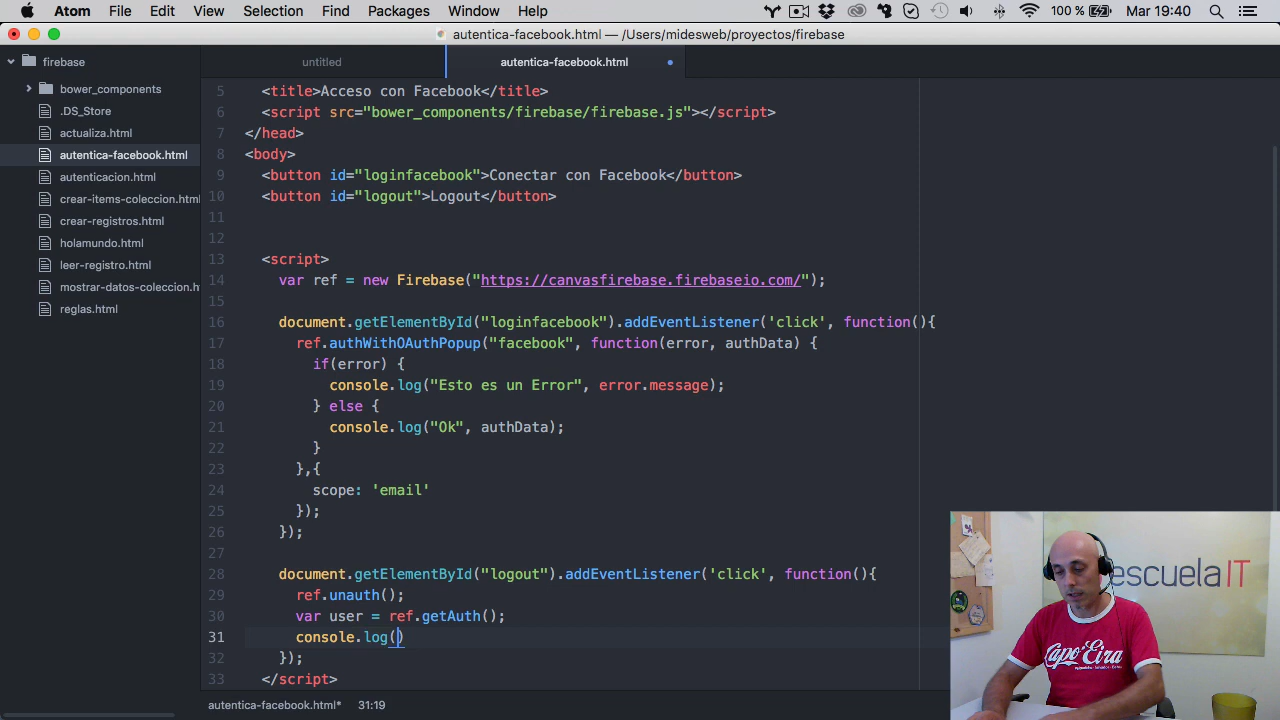 Atom File Edit View Selection Find Packages Window Help 100 % Mar 19:40
autentica-facebook.html — /Users/midesweb/proyectos/firebase
firebase
bower_components
.DS_Store
actualiza.html
autentica-facebook.html
autenticacion.html
crear-items-coleccion.html
crear-registros.html
holamundo.html
leer-registro.html
mostrar-datos-coleccion.h
reglas.html
untitled autentica-facebook.html
5 <title>Acceso con Facebook</title>
6 <script src="bower_components/firebase/firebase.js"></script>
7 </head>
8 <body>
9 <button id="loginfacebook">Conectar con Facebook</button>
10 <button id="logout">Logout</button>
11
12
13 <script>
14 var ref = new Firebase("https://canvasfirebase.firebaseio.com/");
15
16 document.getElementById("loginfacebook").addEventListener('click', function(){
17 ref.authWithOAuthPopup("facebook", function(error, authData) {
18 if(error) {
19 console.log("Esto es un Error", error.message);
20 } else {
21 console.log("Ok", authData);
22 }
23 },{
24 scope: 'email'
25 });
26 });
27
28 document.getElementById("logout").addEventListener('click', function(){
29 ref.unauth();
30 var user = ref.getAuth();
31 console.log()
32 });
33 </script>
escuelaIT
Capo'Eira
autentica-facebook.html* 31:19